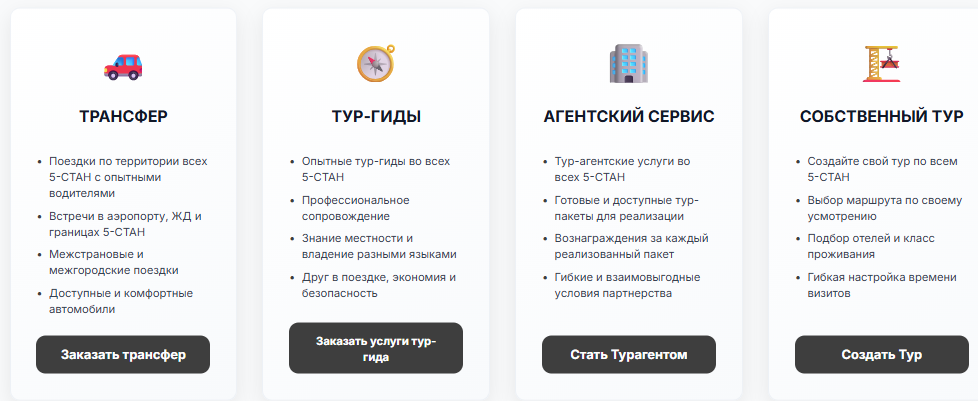 ТРАНСФЕР
• Поездки по территории всех
5-СТАН с опытными
водителями
• Встречи в аэропорту, ЖД и
границах 5-СТАН
• Межстрановые и
межгородские поездки
• Доступные и комфортные
автомобили
Заказать трансфер
ТУР-ГИДЫ
• Опытные тур-гиды во всех
5-СТАН
• Профессиональное
сопровождение
• Знание местности и
владение разными языками
• Друг в поездке, экономия и
безопасность
Заказать услуги тур-
гида
АГЕНТСКИЙ СЕРВИС
• Тур-агентские услуги во
всех 5-СТАН
• Готовые и доступные тур-
пакеты для реализации
• Вознаграждения за каждый
реализованный пакет
• Гибкие и взаимовыгодные
условия партнерства
Стать Турагентом
СОБСТВЕННЫЙ ТУР
• Создайте свой тур по всем
5-СТАН
• Выбор маршрута по своему
усмотрению
• Подбор отелей и класс
проживания
• Гибкая настройка времени
визитов
Создать Тур